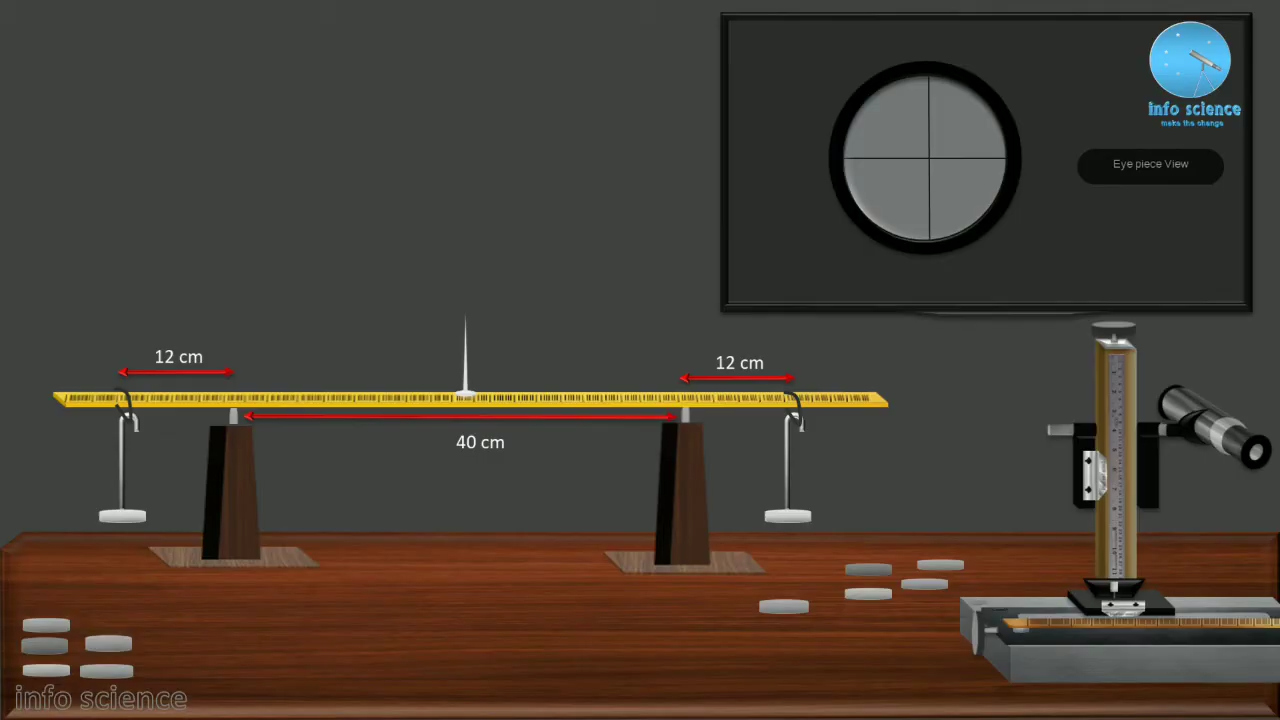 info science
make the change
Eye piece View
12 cm
12 cm
40 cm
info science